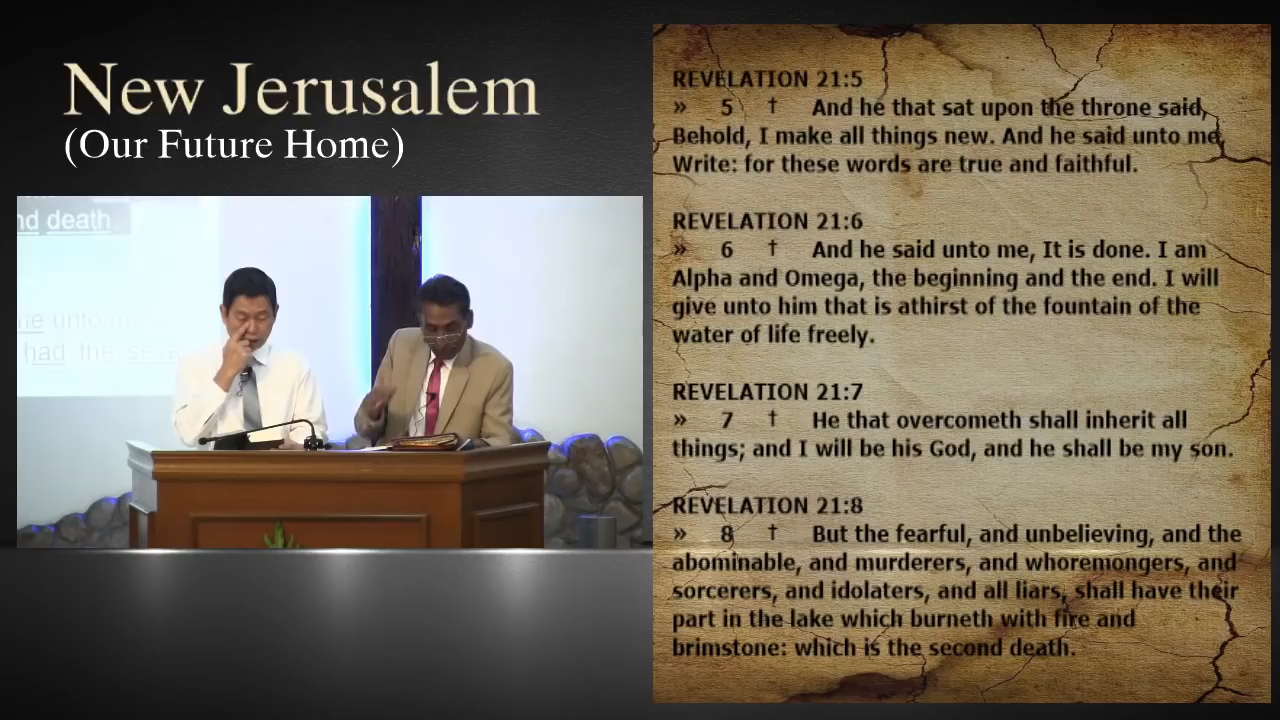 New Jerusalem
(Our Future Home)
nd death.
unto
had the
REVELATION 21:5
» 5 † And he that sat upon the throne said,
Behold, I make all things new. And he said unto me,
Write: for these words are true and faithful.
REVELATION 21:6
» 6 † And he said unto me, It is done. I am
Alpha and Omega, the beginning and the end. I will
give unto him that is athirst of the fountain of the
water of life freely.
REVELATION 21:7
» 7 † He that overcometh shall inherit all
things; and I will be his God, and he shall be my son.
REVELATION 21:8
» 8 † But the fearful, and unbelieving, and the
abominable, and murderers, and whoremongers, and
sorcerers, and idolaters, and all liars, shall have their
part in the lake which burneth with fire and
brimstone: which is the second death.